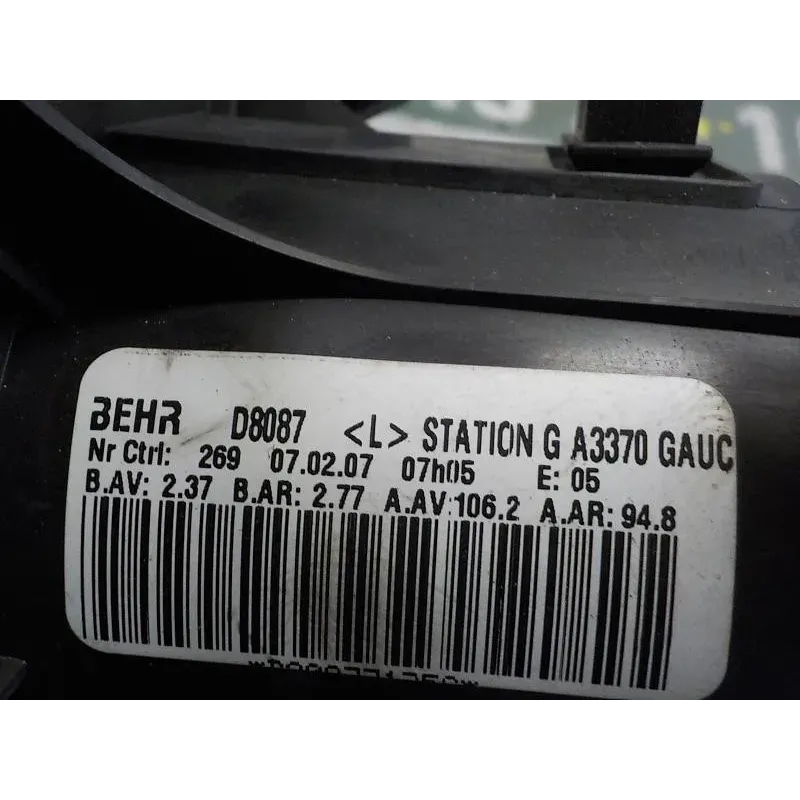 BEHR D8087 <L> STATION G A3370 GAUC
Nr Ctrl: 269 07.02.07 07h05 E: 05
B.AV: 2.37 B.AR: 2.77 A.AV:106.2 A.AR: 94.8